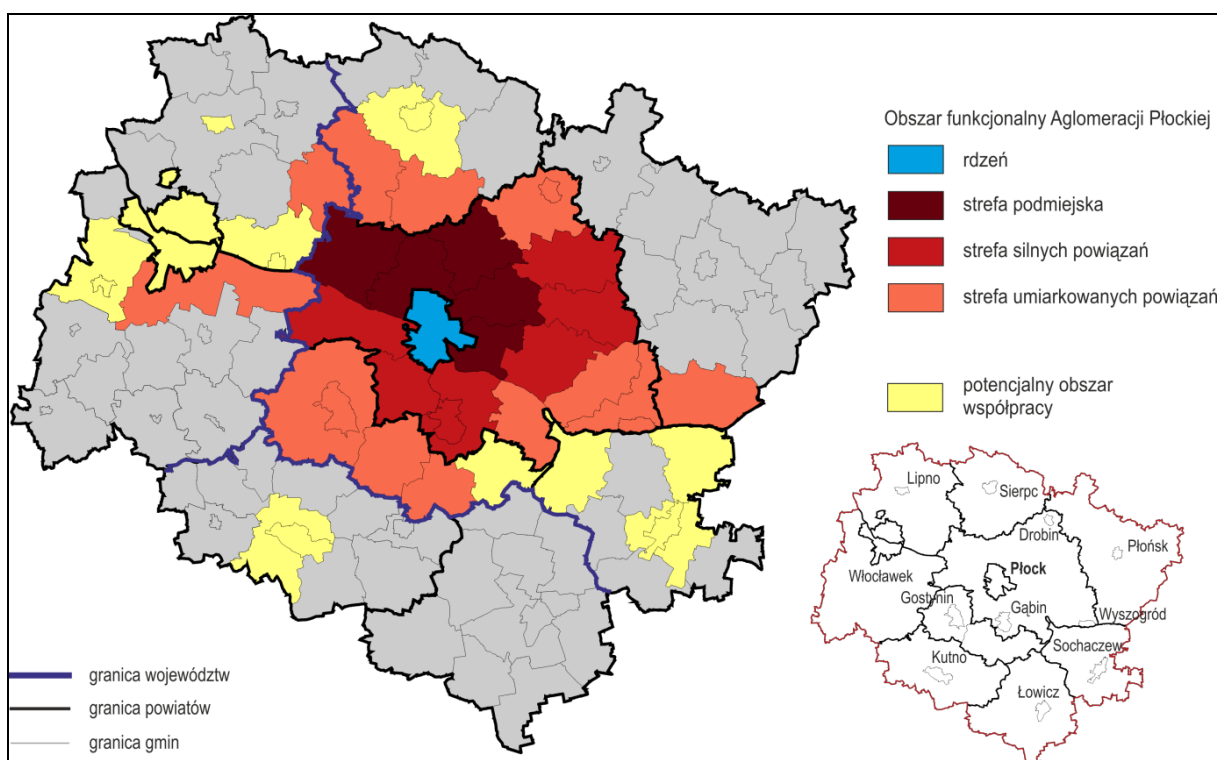 Obszar funkcjonalny Aglomeracji Płockiej
rdzeń
strefa podmiejska
strefa silnych powiązań
strefa umiarkowanych powiązań
potencjalny obszar
współpracy
granica województw
granica powiatów
granica gmin
Lipno
Sierpc
Drobin
Płońsk
Włocławek
Płock
Gostynin
Gąbin
Wyszogród
Sochaczew
Kutno
Łowicz